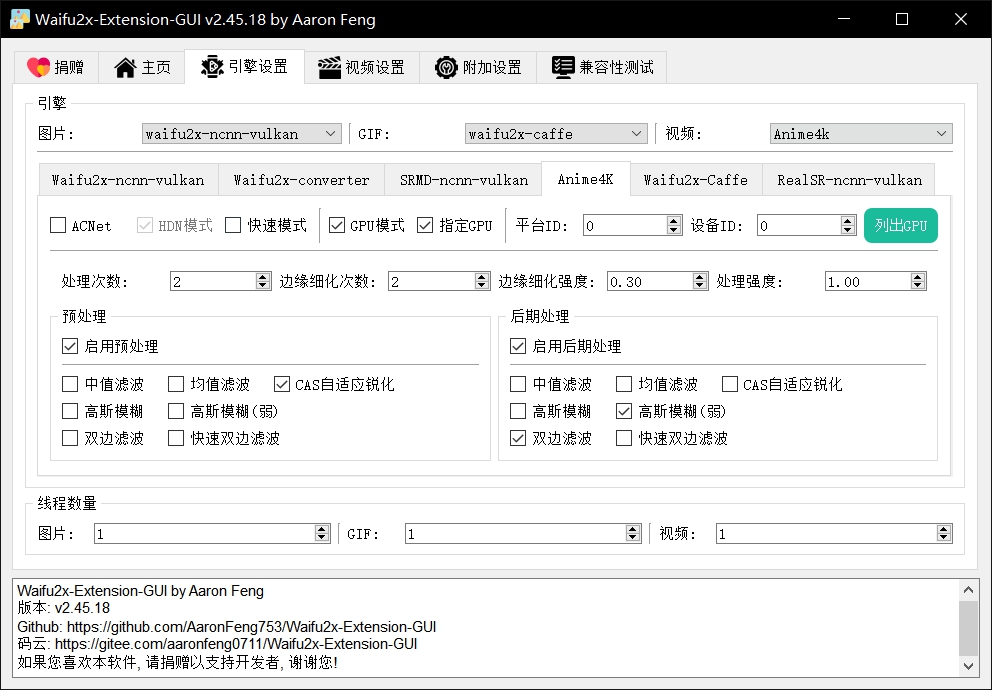 Waifu2x-Extension-GUI v2.45.18 by Aaron Feng
捐赠 主页 引擎设置 视频设置 附加设置 兼容性测试
引擎
图片: waifu2x-ncnn-vulkan GIF: waifu2x-caffe 视频: Anime4k
Waifu2x-ncnn-vulkan Waifu2x-converter SRMD-ncnn-vulkan Anime4K Waifu2x-Caffe RealSR-ncnn-vulkan
ACNet HDN模式 快速模式 GPU模式 指定GPU 平台ID: 0 设备ID: 0 列出GPU
处理次数: 2 边缘细化次数: 2 边缘细化强度: 0.30 处理强度: 1.00
预处理
启用预处理
中值滤波 均值滤波 CAS自适应锐化
高斯模糊 高斯模糊(弱)
双边滤波 快速双边滤波
后期处理
启用后期处理
中值滤波 均值滤波 CAS自适应锐化
高斯模糊 高斯模糊(弱)
双边滤波 快速双边滤波
线程数量
图片: 1 GIF: 1 视频: 1
Waifu2x-Extension-GUI by Aaron Feng
版本: v2.45.18
Github: https://github.com/AaronFeng753/Waifu2x-Extension-GUI
码云: https://gitee.com/aaronfeng0711/Waifu2x-Extension-GUI
如果您喜欢本软件, 请捐赠以支持开发者, 谢谢您!